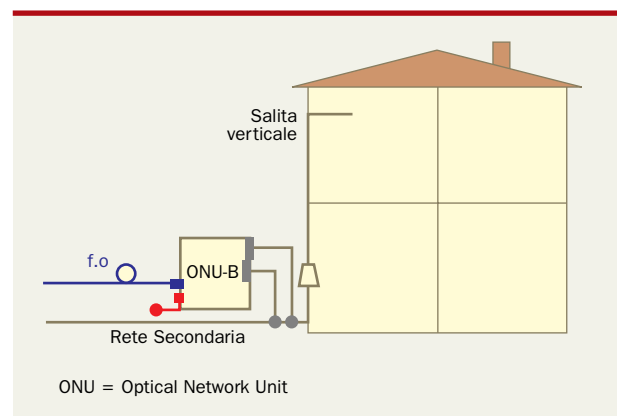 Salita
verticale
f.o
ONU-B
Rete Secondaria
ONU = Optical Network Unit